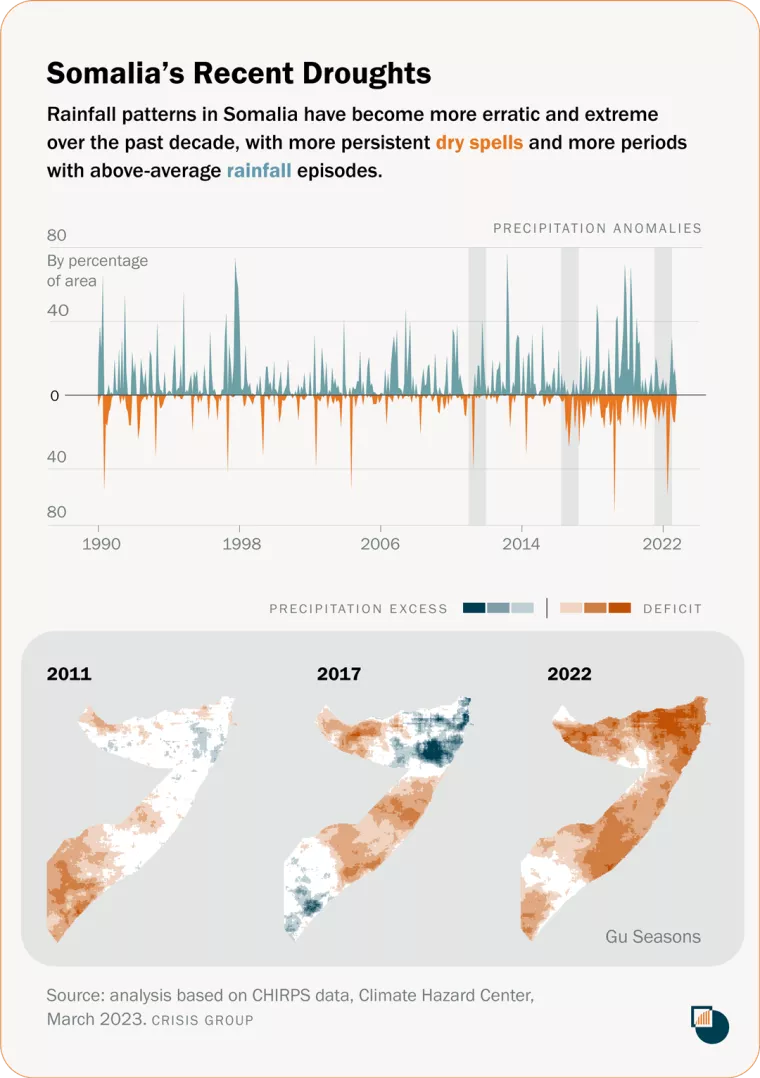 Somalia's Recent Droughts
Rainfall patterns in Somalia have become more erratic and extreme
over the past decade, with more persistent dry spells and more periods
with above-average rainfall episodes.
PRECIPITATION ANOMALIES
80
By percentage
of area
40
0
40
80
1990 1998 2006 2014 2022
PRECIPITATION EXCESS DEFICIT
2011 2017 2022
Gu Seasons
Source: analysis based on CHIRPS data, Climate Hazard Center,
March 2023. CRISIS GROUP